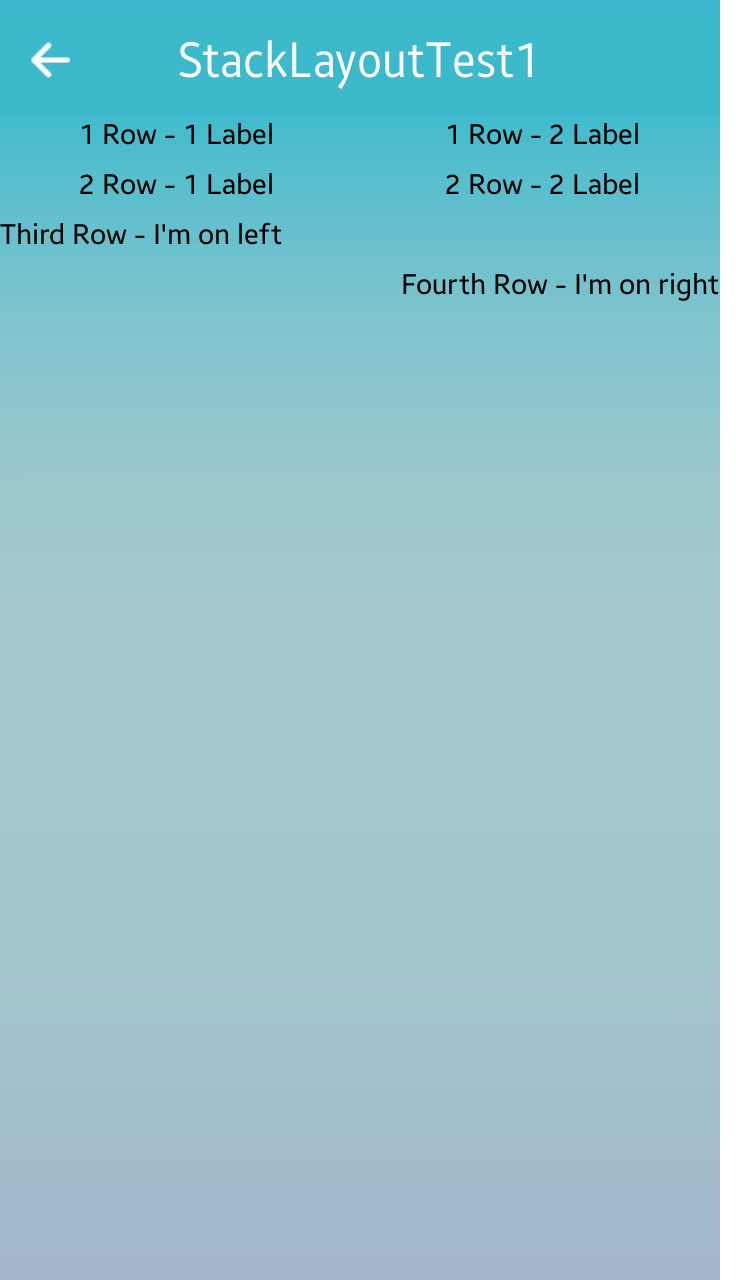 StackLayoutTest1
1 Row - 1 Label 1 Row - 2 Label
2 Row - 1 Label 2 Row - 2 Label
Third Row - I'm on left
Fourth Row - I'm on right